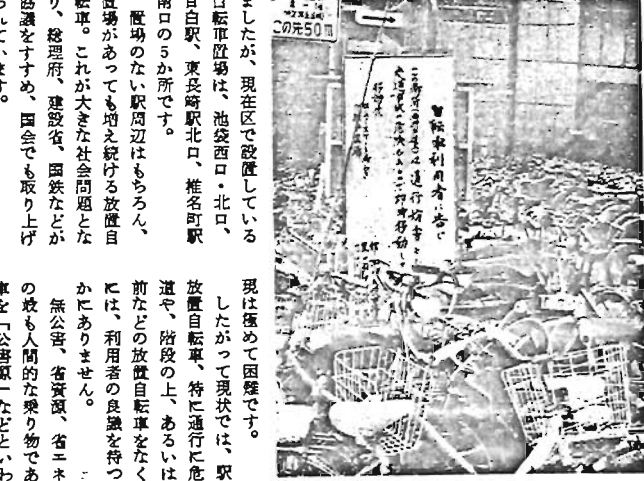 この先50m
自転車利用者に告ぐ
ましたが、現在区で設置している
自転車置場は、池袋西口・北口、
目白駅、東長崎駅北口、椎名町駅
南口の5か所です。
置場のない駅周辺はもちろん、
置場があっても増え続ける放置自
転車。これが大きな社会問題とな
り、総理府、建設省、国鉄などが
協議をすすめ、国会でも取り上げ
られています。
現は極めて困難です。
したがって現状では、駅
放置自転車、特に通行に危
道や、階段の上、あるいは
前などの放置自転車をなく
には、利用者の良識を待つ
かにありません。
無公害、省資源、省エネ
の最も人間的な乗り物であ
車を「公害源」などといわ